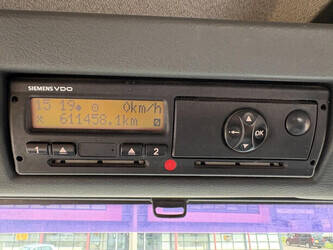 SIEMENS VDO
15 19 0km/h
x 611458.1km
1 2 OK